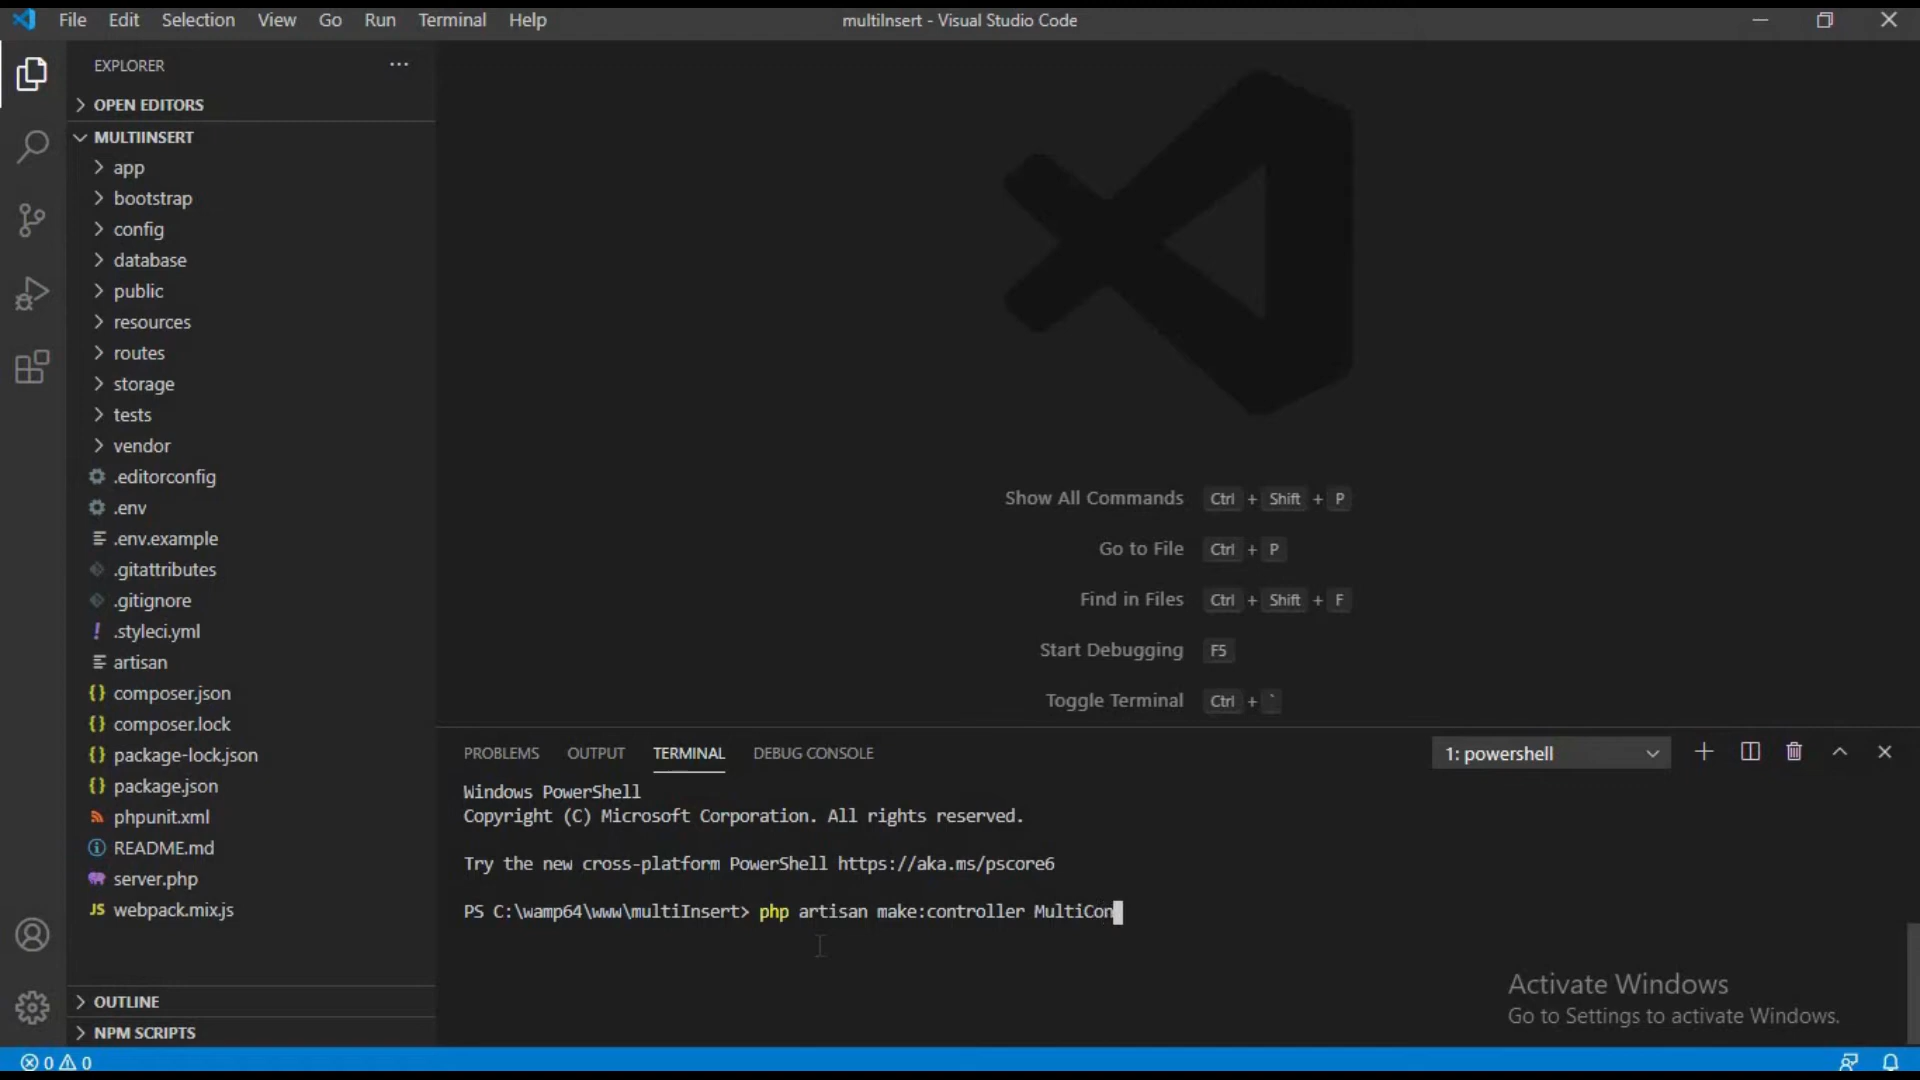 File Edit Selection View Go Run Terminal Help
multiInsert - Visual Studio Code
EXPLORER ...
OPEN EDITORS
MULTIINSERT
app
bootstrap
config
database
public
resources
routes
storage
tests
vendor
.editorconfig
.env
.env.example
.gitattributes
.gitignore
.styleci.yml
artisan
{} composer.json
{} composer.lock
{} package-lock.json
{} package.json
phpunit.xml
README.md
server.php
JS webpack.mix.js
OUTLINE
NPM SCRIPTS
Show All Commands Ctrl + Shift + P
Go to File Ctrl + P
Find in Files Ctrl + Shift + F
Start Debugging F5
Toggle Terminal Ctrl + `
PROBLEMS OUTPUT TERMINAL DEBUG CONSOLE
1: powershell
Windows PowerShell
Copyright (C) Microsoft Corporation. All rights reserved.
Try the new cross-platform PowerShell https://aka.ms/pscore6
PS C:\wamp64\www\multiInsert> php artisan make:controller MultiCon
Activate Windows
Go to Settings to activate Windows.
0 0